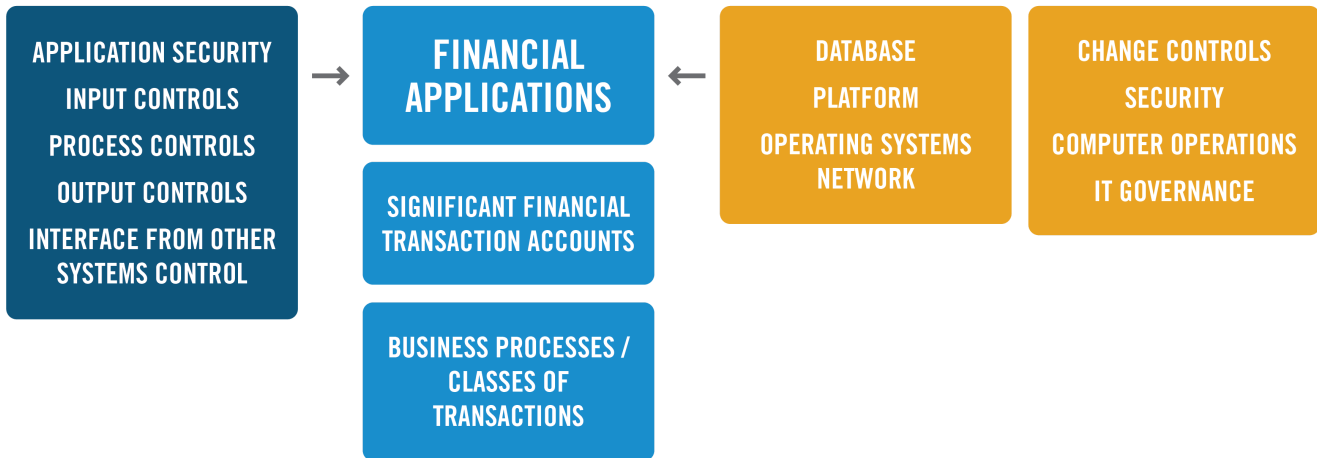 APPLICATION SECURITY
INPUT CONTROLS
PROCESS CONTROLS
OUTPUT CONTROLS
INTERFACE FROM OTHER
SYSTEMS CONTROL
FINANCIAL
APPLICATIONS
SIGNIFICANT FINANCIAL
TRANSACTION ACCOUNTS
BUSINESS PROCESSES /
CLASSES OF
TRANSACTIONS
DATABASE
PLATFORM
OPERATING SYSTEMS
NETWORK
CHANGE CONTROLS
SECURITY
COMPUTER OPERATIONS
IT GOVERNANCE